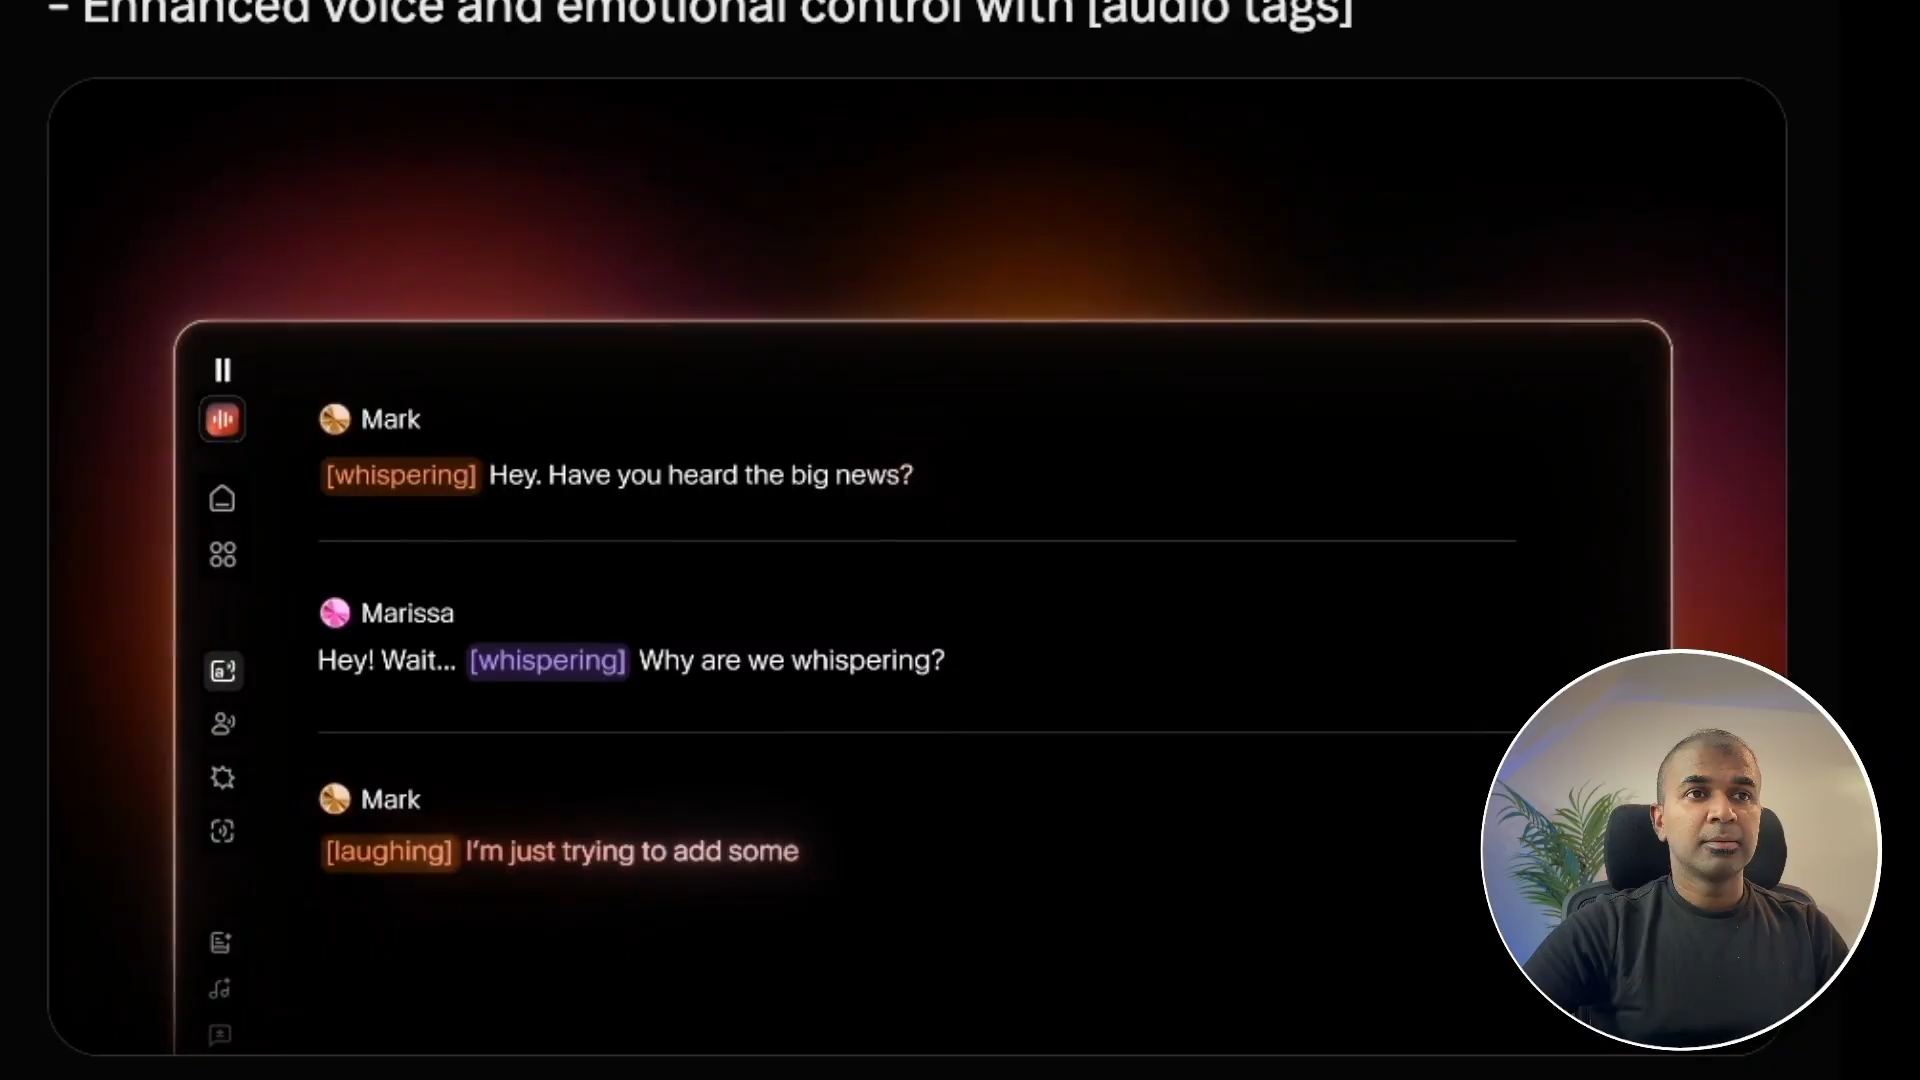 – Enhanced voice and emotional control with [audio tags]
Mark
[whispering] Hey. Have you heard the big news?
Marissa
Hey! Wait... [whispering] Why are we whispering?
Mark
[laughing] I'm just trying to add some